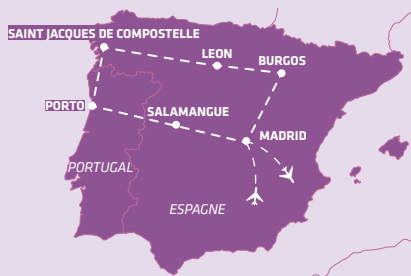 SAINT JACQUES DE COMPOSTELLE
LEON
BURGOS
PORTO
SALAMANGUE
MADRID
PORTUGAL
ESPAGNE